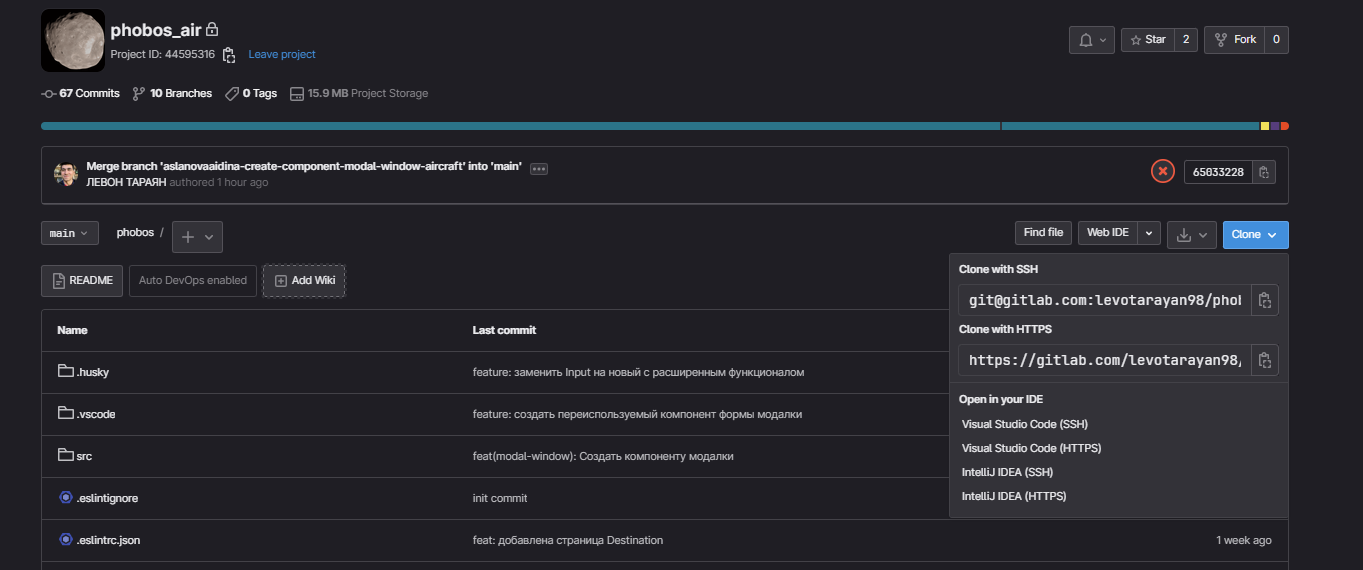 phobos_air
Project ID: 44595316 Leave project
Star 2 Fork 0
67 Commits 10 Branches 0 Tags 15.9 MB Project Storage
Merge branch 'aslanovaaidina-create-component-modal-window-aircraft' into 'main'
ЛЕВОН ТАРАЯН authored 1 hour ago
65033228
main phobos / Find file Web IDE Clone
README Auto DevOps enabled Add Wiki
Clone with SSH
git@gitlab.com:levotarayan98/phol
Clone with HTTPS
https://gitlab.com/levotarayan98/
Open in your IDE
Visual Studio Code (SSH)
Visual Studio Code (HTTPS)
IntelliJ IDEA (SSH)
IntelliJ IDEA (HTTPS)
Name Last commit
.husky feature: заменить Input на новый с расширенным функционалом
.vscode feature: создать переиспользуемый компонент формы модалки
src feat(modal-window): Создать компоненту модалки
.eslintignore init commit
.eslintrc.json feat: добавлена страница Destination 1 week ago